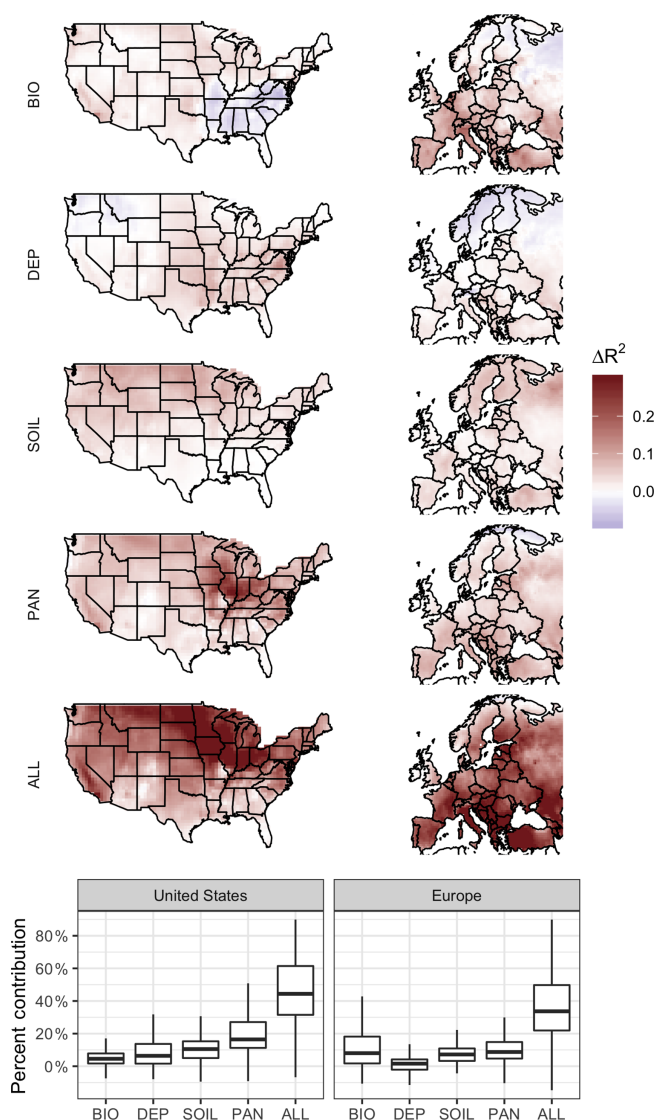 BIO
DEP
ΔR²
SOIL
0.2
0.1
0.0
PAN
ALL
United States Europe
Percent contribution
80%
60%
40%
20%
0%
BIO DEP SOIL PAN ALL BIO DEP SOIL PAN ALL